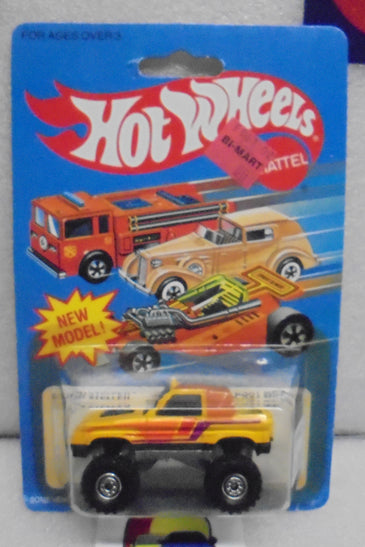 FOR AGES OVER 3
HOT WHEELS
BI-MART
MATTEL
NEW
MODEL!